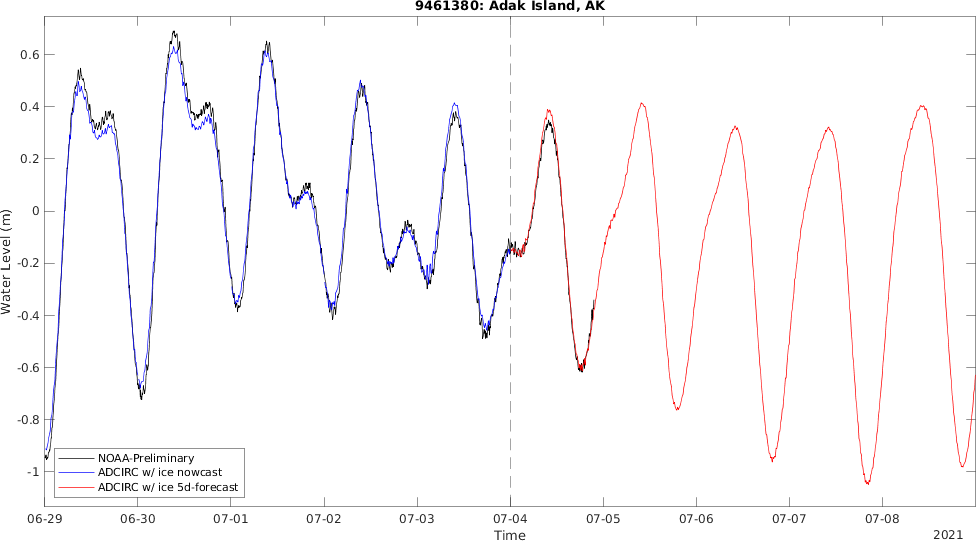 9461380: Adak Island, AK
Water Level (m)
0.6
0.4
0.2
0
-0.2
-0.4
-0.6
-0.8
-1
NOAA-Preliminary
ADCIRC w/ ice nowcast
ADCIRC w/ ice 5d-forecast
06-29 06-30 07-01 07-02 07-03 07-04 07-05 07-06 07-07 07-08
Time
2021